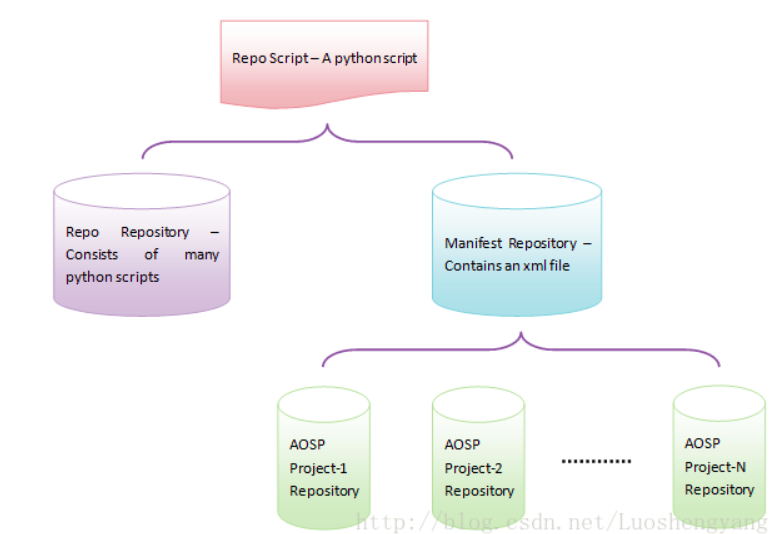 Repo Script – A python script
Repo Repository –
Consists of many
python scripts
Manifest Repository –
Contains an xml file
AOSP
Project-1
Repository
AOSP
Project-2
Repository
............
AOSP
Project-N
Repository
http://blog.csdn.net/Luoshengyang